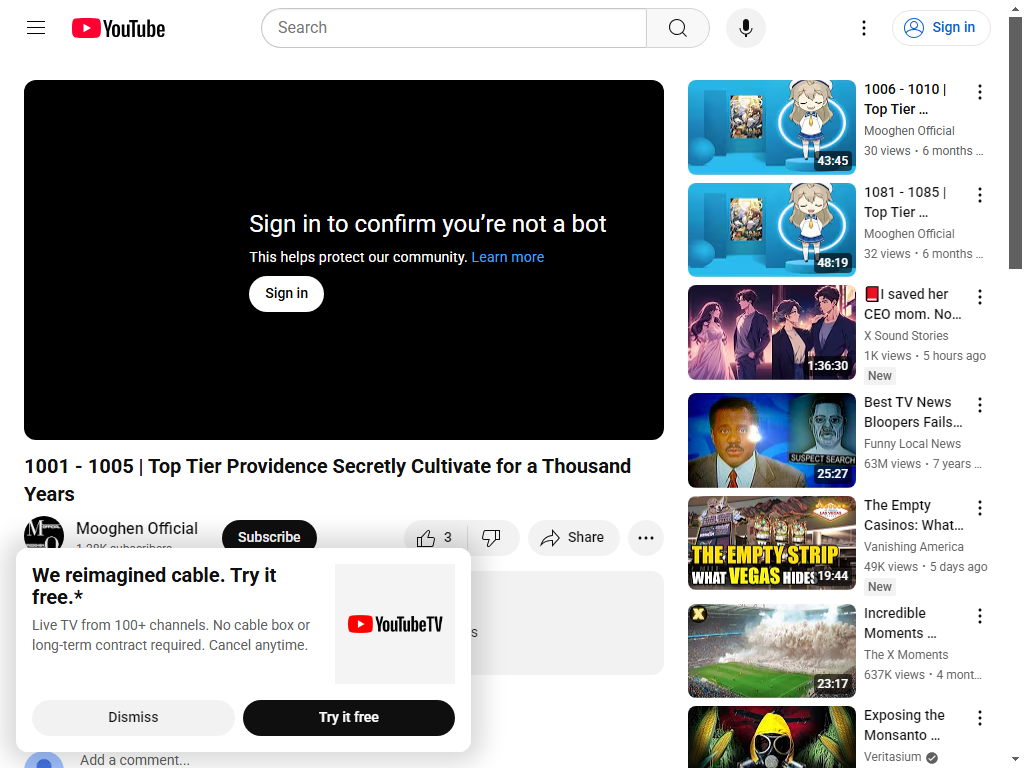 YouTube
Search
Sign in
Sign in to confirm you’re not a bot
This helps protect our community. Learn more
Sign in
1001 - 1005 | Top Tier Providence Secretly Cultivate for a Thousand
Years
Mooghen Official
Subscribe
3
Share
We reimagined cable. Try it
free.*
Live TV from 100+ channels. No cable box or
long-term contract required. Cancel anytime.
YouTubeTV
Dismiss
Try it free
Add a comment...
1006 - 1010 |
Top Tier ...
Mooghen Official
30 views • 6 months ...
43:45
1081 - 1085 |
Top Tier ...
Mooghen Official
32 views • 6 months ...
48:19
I saved her
CEO mom. No...
X Sound Stories
1K views • 5 hours ago
New
1:36:30
Best TV News
Bloopers Fails...
Funny Local News
63M views • 7 years ...
SUSPECT SEARCH
25:27
The Empty
Casinos: What...
Vanishing America
49K views • 5 days ago
New
THE EMPTY STRIP
WHAT VEGAS HIDES
19:44
Incredible
Moments ...
The X Moments
637K views • 4 mont...
X
23:17
Exposing the
Monsanto ...
Veritasium